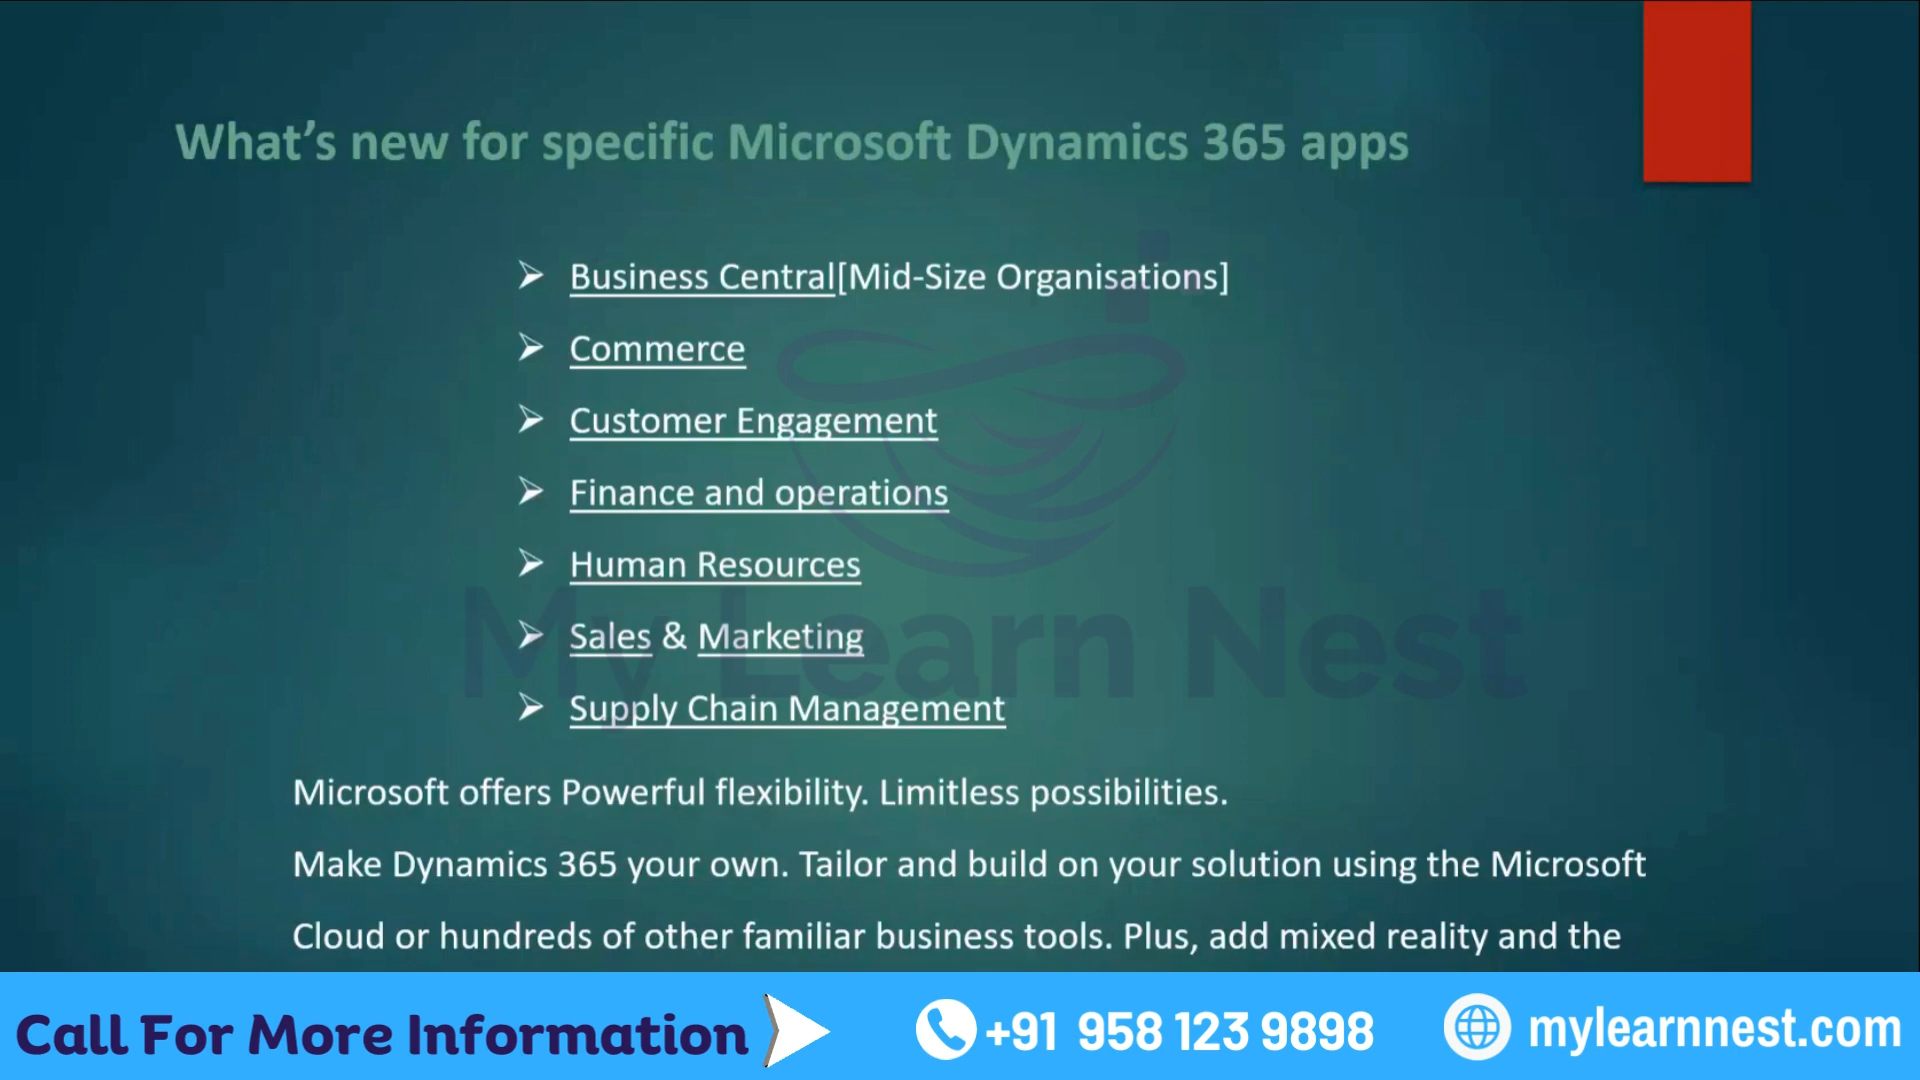 What’s new for specific Microsoft Dynamics 365 apps
Business Central[Mid-Size Organisations]
Commerce
Customer Engagement
Finance and operations
Human Resources
Sales & Marketing
Supply Chain Management
My Learn Nest
Microsoft offers Powerful flexibility. Limitless possibilities.
Make Dynamics 365 your own. Tailor and build on your solution using the Microsoft
Cloud or hundreds of other familiar business tools. Plus, add mixed reality and the
Call For More Information
+91 958 123 9898
mylearnnest.com